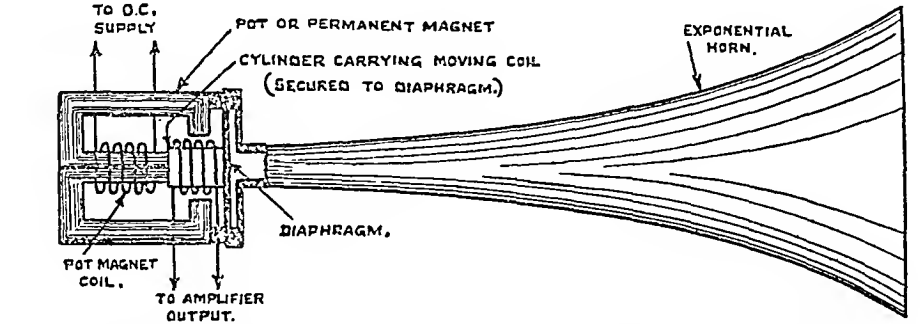 TO D.C.
SUPPLY
POT OR PERMANENT MAGNET
CYLINDER CARRYING MOVING COIL
(SECURED TO DIAPHRAGM.)
EXPONENTIAL
HORN.
DIAPHRAGM.
POT MAGNET
COIL.
TO AMPLIFIER
OUTPUT.